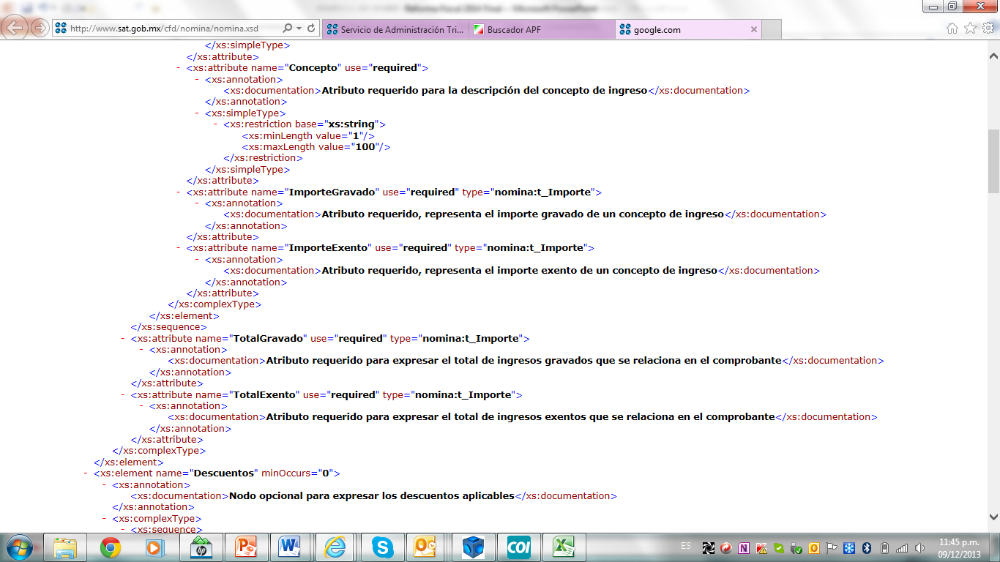 Reforma Fiscal 2014 Final - Microsoft PowerPoint
http://www.sat.gob.mx/cfd/nomina/nomina.xsd
Servicio de Administración Tri...
Buscador APF
google.com
</xs:simpleType>
</xs:attribute>
- <xs:attribute name="Concepto" use="required">
- <xs:annotation>
<xs:documentation>Atributo requerido para la descripción del concepto de ingreso</xs:documentation>
</xs:annotation>
- <xs:simpleType>
- <xs:restriction base="xs:string">
<xs:minLength value="1"/>
<xs:maxLength value="100"/>
</xs:restriction>
</xs:simpleType>
</xs:attribute>
- <xs:attribute name="ImporteGravado" use="required" type="nomina:t_Importe">
- <xs:annotation>
<xs:documentation>Atributo requerido, representa el importe gravado de un concepto de ingreso</xs:documentation>
</xs:annotation>
</xs:attribute>
- <xs:attribute name="ImporteExento" use="required" type="nomina:t_Importe">
- <xs:annotation>
<xs:documentation>Atributo requerido, representa el importe exento de un concepto de ingreso</xs:documentation>
</xs:annotation>
</xs:attribute>
</xs:complexType>
</xs:element>
</xs:sequence>
- <xs:attribute name="TotalGravado" use="required" type="nomina:t_Importe">
- <xs:annotation>
<xs:documentation>Atributo requerido para expresar el total de ingresos gravados que se relaciona en el comprobante</xs:documentation>
</xs:annotation>
</xs:attribute>
- <xs:attribute name="TotalExento" use="required" type="nomina:t_Importe">
- <xs:annotation>
<xs:documentation>Atributo requerido para expresar el total de ingresos exentos que se relaciona en el comprobante</xs:documentation>
</xs:annotation>
</xs:attribute>
</xs:complexType>
</xs:element>
- <xs:element name="Descuentos" minOccurs="0">
- <xs:annotation>
<xs:documentation>Nodo opcional para expresar los descuentos aplicables</xs:documentation>
</xs:annotation>
- <xs:complexType>
- <xs:sequence>
hp
COI
ES
11:45 p.m.
09/12/2013